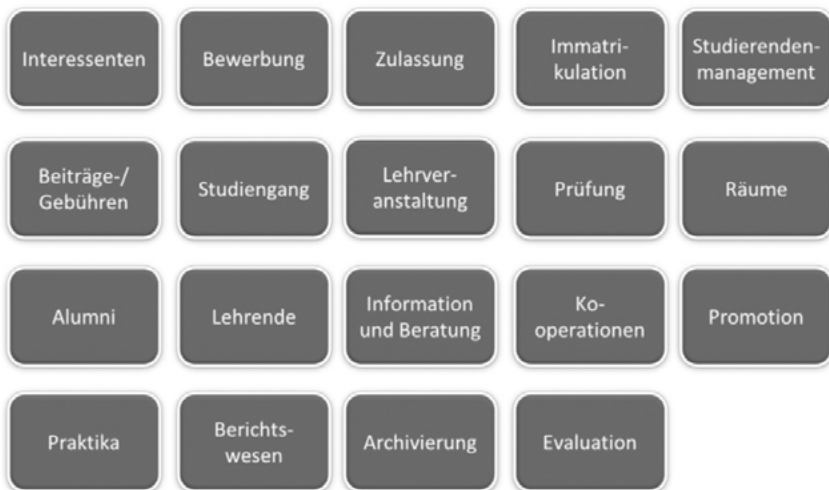 Interessenten
Bewerbung
Zulassung
Immatri-
kulation
Studierenden-
management
Beiträge-/
Gebühren
Studiengang
Lehrver-
anstaltung
Prüfung
Räume
Alumni
Lehrende
Information
und Beratung
Ko-
operationen
Promotion
Praktika
Berichts-
wesen
Archivierung
Evaluation